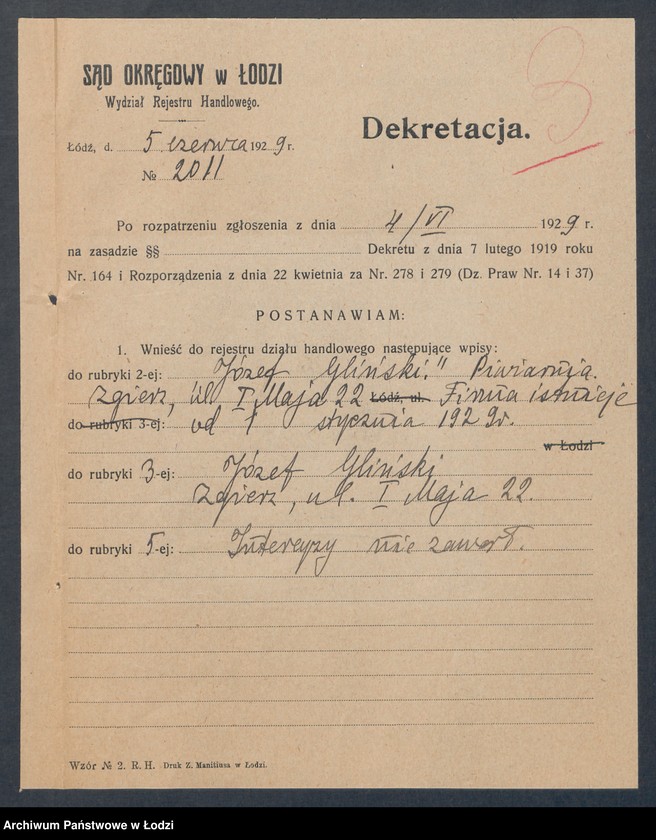 3
SĄD OKRĘGOWY w ŁODZI
Wydział Rejestru Handlowego.
Dekretacja.
Łódź, d. 5 czerwca 1929 r.
№ 2011
Po rozpatrzeniu zgłoszenia z dnia 4/VI 1929 r.
na zasadzie §§ Dekretu z dnia 7 lutego 1919 roku
Nr. 164 i Rozporządzenia z dnia 22 kwietnia za Nr. 278 i 279 (Dz. Praw Nr. 14 i 37)
POSTANAWIAM:
1. Wnieść do rejestru działu handlowego następujące wpisy:
do rubryki 2-ej: „Józef Gliński." Piwiarnja.
Zgierz, ul I Maja 22 Łódź, ul. Firma istnieje
do rubryki 3-ej: od 1 stycznia 1929r.
w Łodzi
do rubryki 3-ej: Józef Gliński
Zgierz, ul. I Maja 22.
do rubryki 5-ej: Intercyzy nie zawarł.
Wzór № 2. R. H. Druk Z. Manitiusa w Łodzi.
Archiwum Państwowe w Łodzi